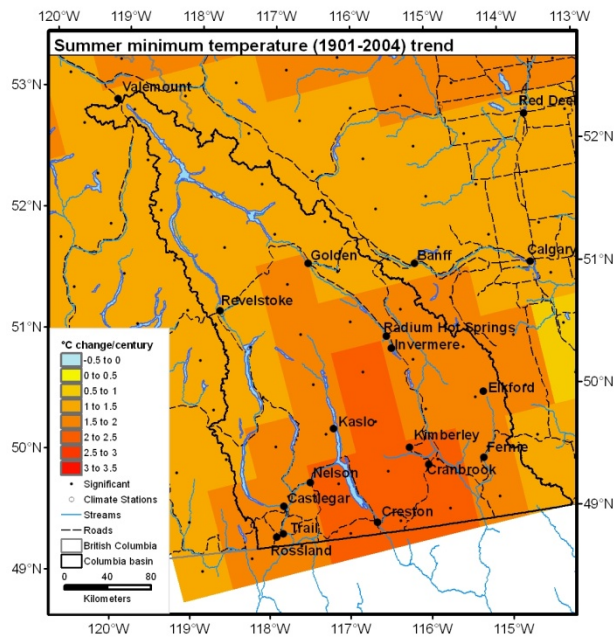 120°W 119°W 118°W 117°W 116°W 115°W 114°W 113°W
Summer minimum temperature (1901-2004) trend
53°N
Valemount
Red Deer
53°N
52°N
52°N
Golden
Banff
Calgary
51°N
Revelstoke
51°N
Radium Hot Springs
Invermere
°C change/century
-0.5 to 0
0 to 0.5
0.5 to 1
1 to 1.5
1.5 to 2
2 to 2.5
2.5 to 3
3 to 3.5
Significant
Climate Stations
Streams
Roads
British Columbia
Columbia basin
0 40 80
Kilometers
50°N
Elkford
Kaslo
Kimberley
Fernie
50°N
Cranbrook
Nelson
Castlegar
Creston
49°N
Trail
Rossland
49°N
120°W 119°W 118°W 117°W 116°W 115°W